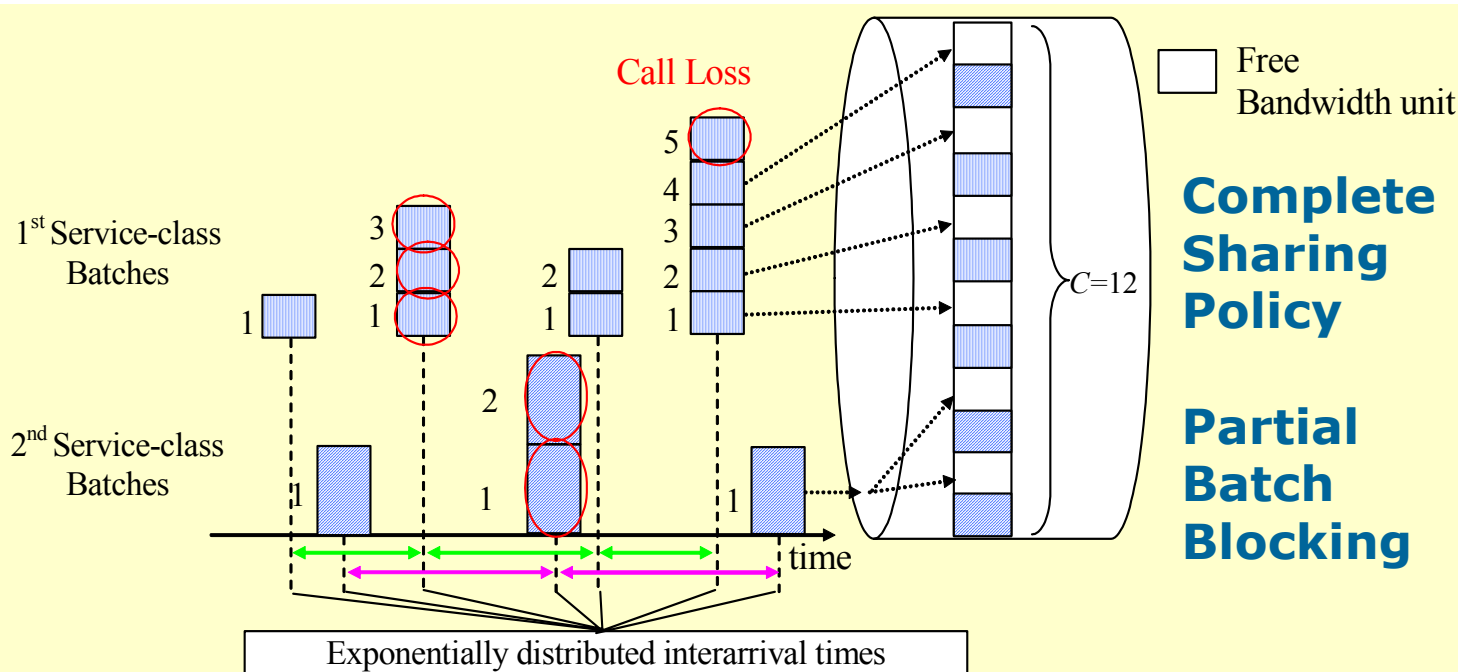 Call Loss
Free
Bandwidth unit
5
4
3
2
1
3
2
1
2
1
1
1st Service-class
Batches
C=12
Complete
Sharing
Policy
2nd Service-class
Batches
1
2
1
1
Partial
Batch
Blocking
time
Exponentially distributed interarrival times